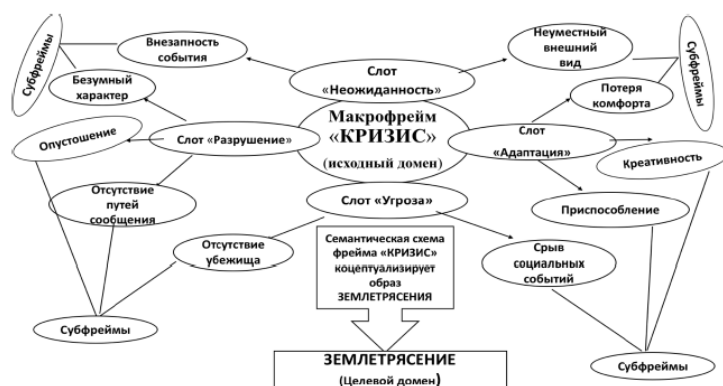 Субфреймы
Внезапность
события
Безумный
характер
Опустошение
Отсутствие
путей
сообщения
Отсутствие
убежища
Субфреймы
Слот
«Неожиданность»
Слот «Разрушение»
Макрофрейм
«КРИЗИС»
(исходный домен)
Слот
«Адаптация»
Слот «Угроза»
Неуместный
внешний
вид
Субфреймы
Потеря
комфорта
Креативность
Приспособление
Срыв
социальных
событий
Субфреймы
Семантическая схема
фрейма «КРИЗИС»
коцептуализирует
образ
ЗЕМЛЕТРЯСЕНИЯ
ЗЕМЛЕТРЯСЕНИЕ
(Целевой домен)